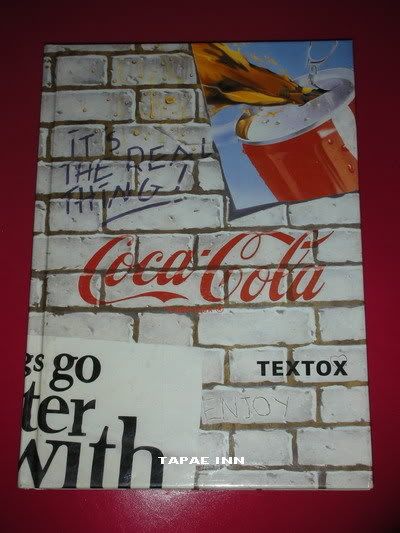 IT'S
THE REAL
THING!
Coca-Cola
TEXTOX
gs go
ter
with
ENJOY
TAPAE INN